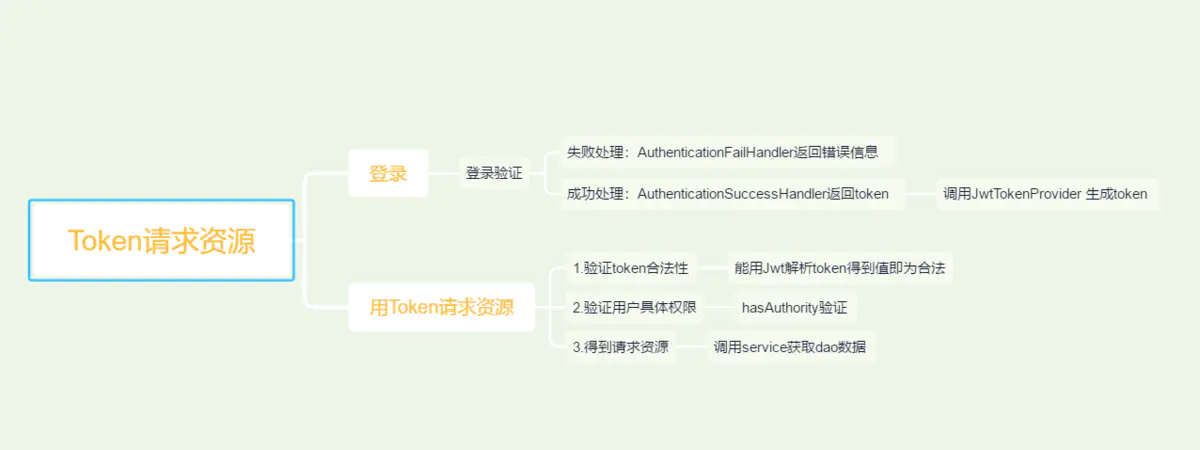 Token请求资源
登录
登录验证
失败处理：AuthenticationFailHandler返回错误信息
成功处理：AuthenticationSuccessHandler返回token
调用JwtTokenProvider 生成token
用Token请求资源
1.验证token合法性
能用Jwt解析token得到值即为合法
2.验证用户具体权限
hasAuthority验证
3.得到请求资源
调用service获取dao数据